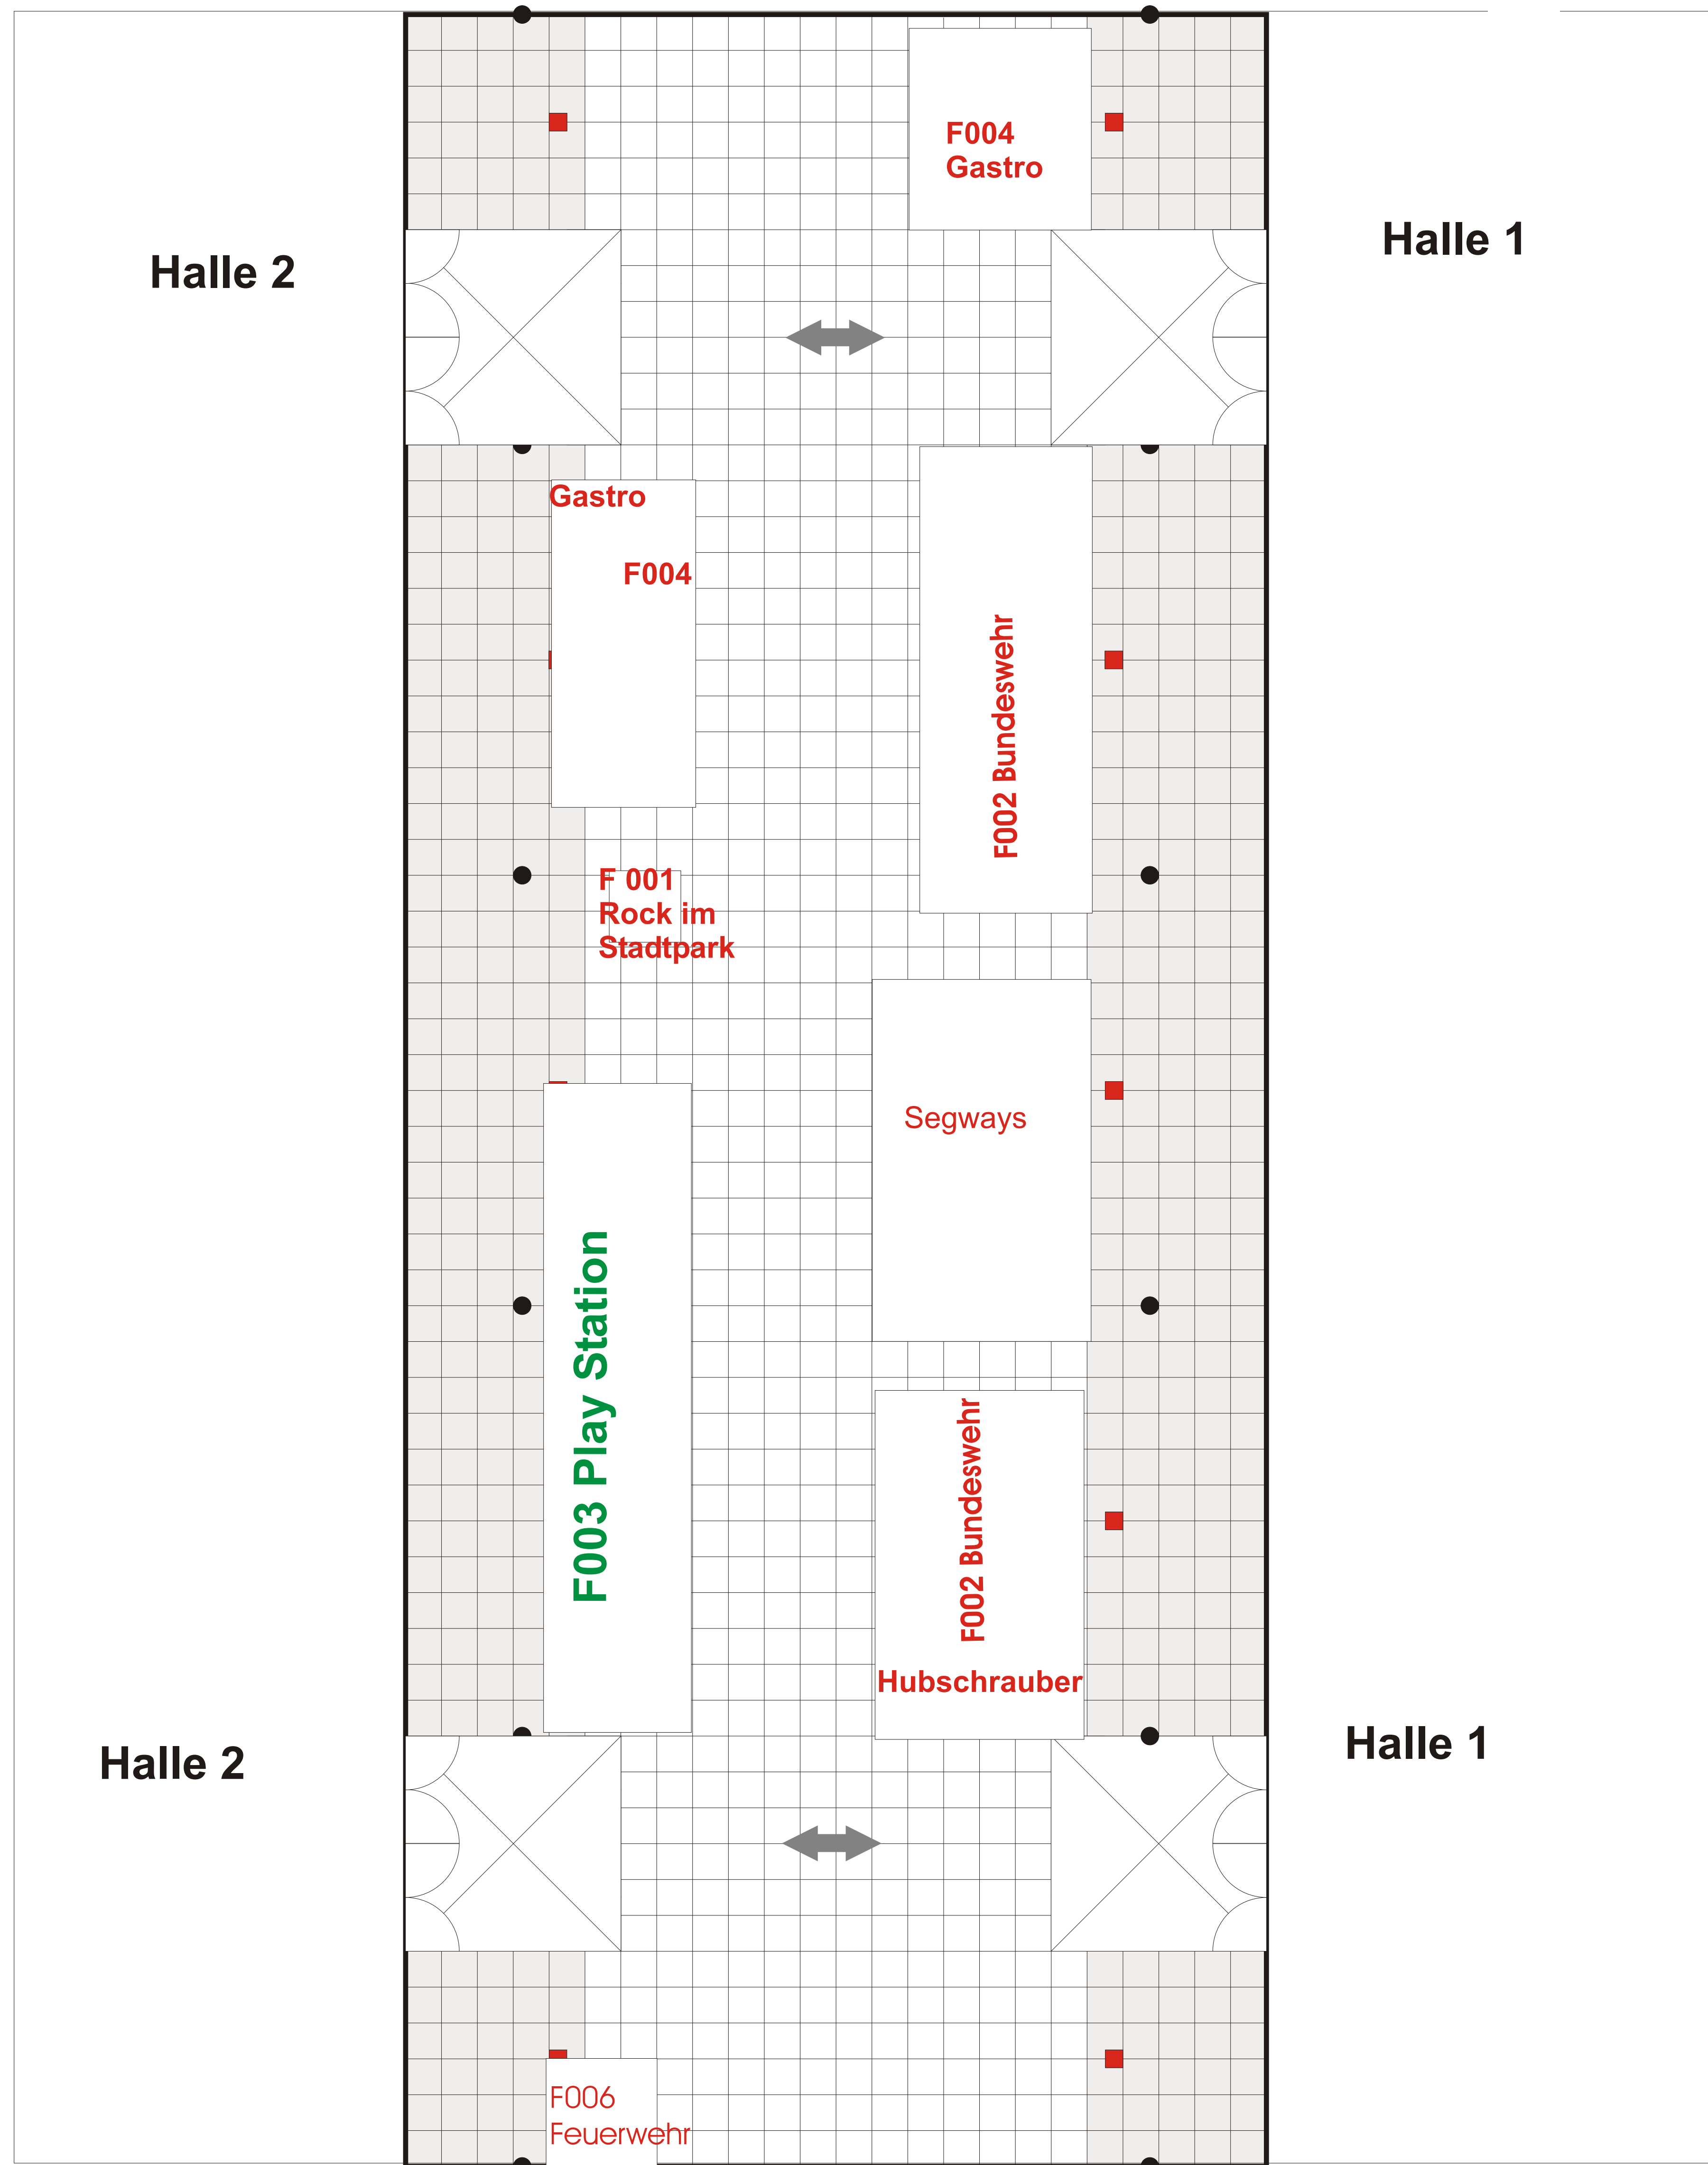 F004
Gastro
Halle 2
Halle 1
Gastro
F004
F002 Bundeswehr
F 001
Rock im
Stadtpark
Segways
F003 Play Station
F002 Bundeswehr
Hubschrauber
Halle 2
Halle 1
F006
Feuerwehr